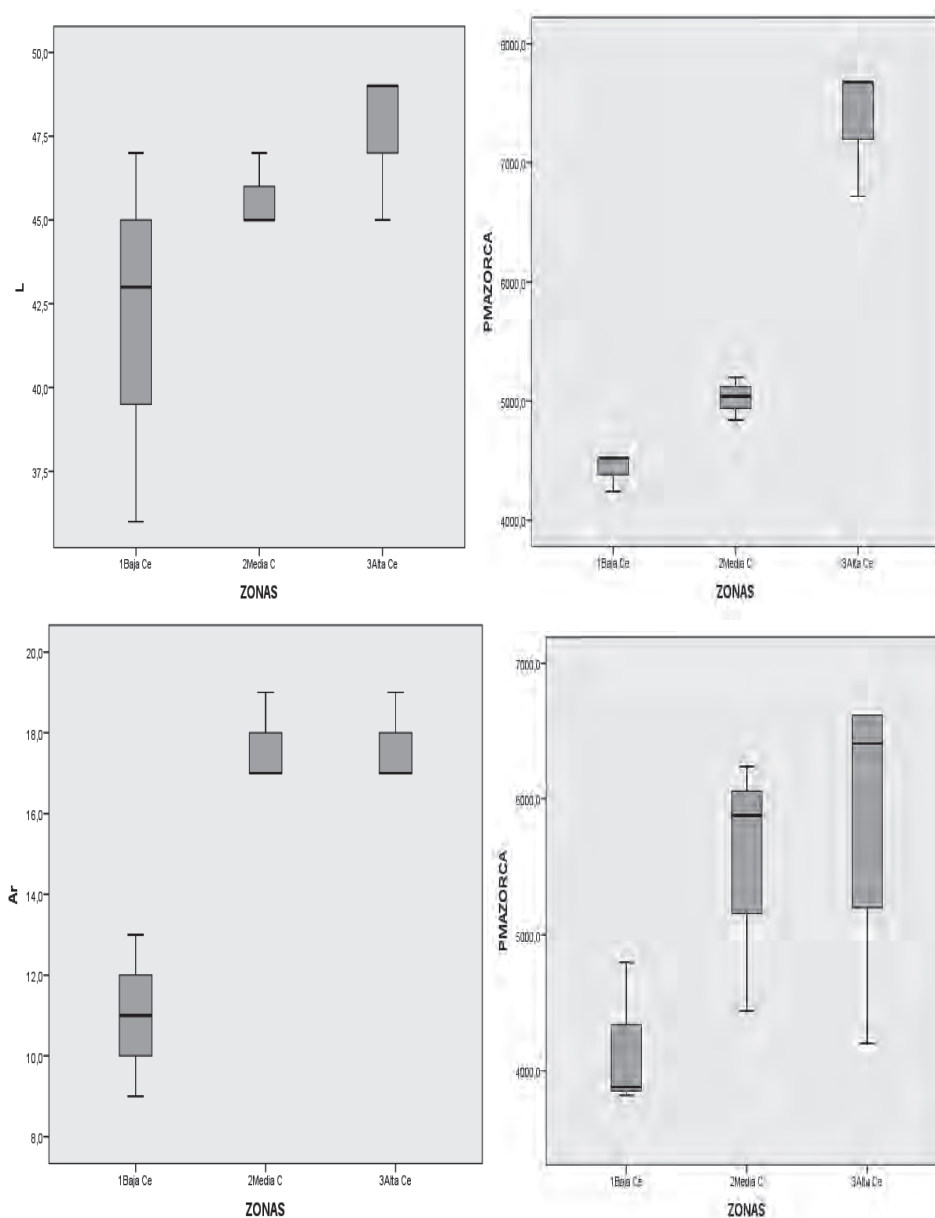 50,0
47,5
45,0
42,5
40,0
37,5
L
1Baja Ce 2Media C 3Alta Ce
ZONAS
8000,0
7000,0
6000,0
5000,0
4000,0
PMAZORCA
1Baja Ce 2Media C 3Alta Ce
ZONAS
20,0
18,0
16,0
14,0
12,0
10,0
8,0
Ar
1Baja Ce 2Media C 3Alta Ce
ZONAS
7000,0
6000,0
5000,0
4000,0
PMAZORCA
1Baja Ce 2Media C 3Alta Ce
ZONAS